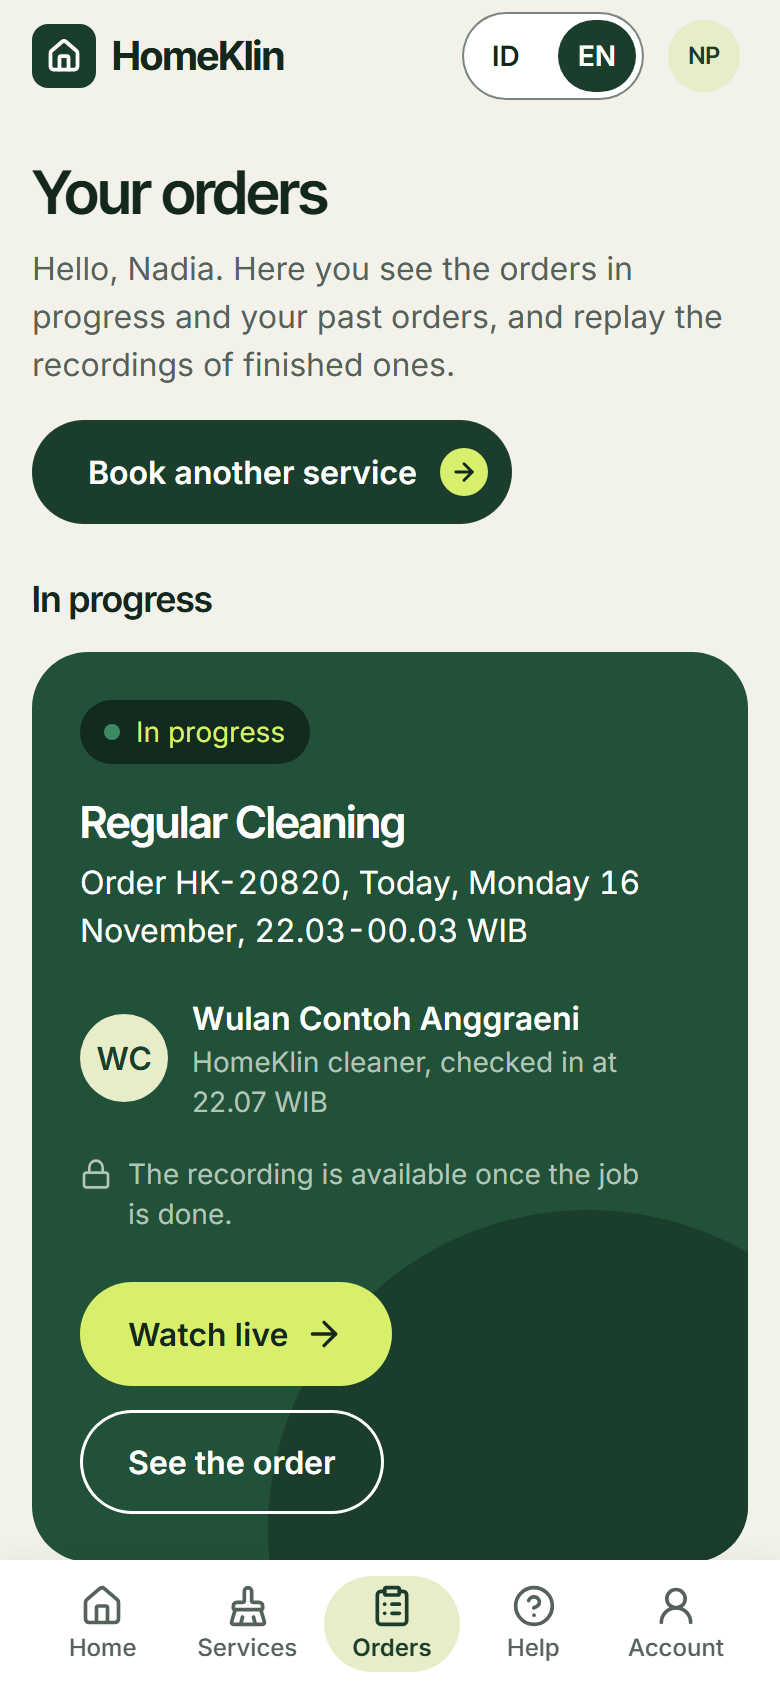 HomeKlin
ID
EN
NP
Your orders
Hello, Nadia. Here you see the orders in
progress and your past orders, and replay the
recordings of finished ones.
Book another service
In progress
In progress
Regular Cleaning
Order HK-20820, Today, Monday 16
November, 22.03-00.03 WIB
WC
Wulan Contoh Anggraeni
HomeKlin cleaner, checked in at
22.07 WIB
The recording is available once the job
is done.
Watch live
See the order
Home
Services
Orders
Help
Account